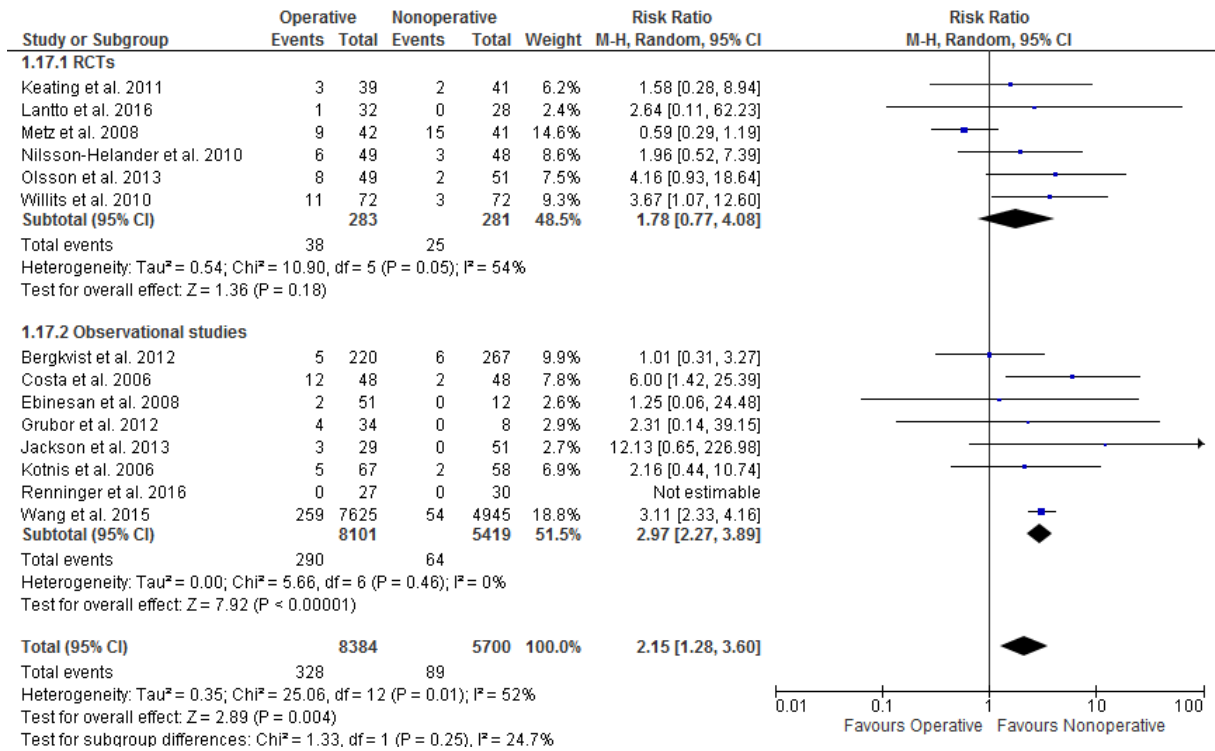 Operative Nonoperative Risk Ratio Risk Ratio
Study or Subgroup Events Total Events Total Weight M-H, Random, 95% CI M-H, Random, 95% CI
1.17.1 RCTs
Keating et al. 2011 3 39 2 41 6.2% 1.58 [0.28, 8.94]
Lantto et al. 2016 1 32 0 28 2.4% 2.64 [0.11, 62.23]
Metz et al. 2008 9 42 15 41 14.6% 0.59 [0.29, 1.19]
Nilsson-Helander et al. 2010 6 49 3 48 8.6% 1.96 [0.52, 7.39]
Olsson et al. 2013 8 49 2 51 7.5% 4.16 [0.93, 18.64]
Willits et al. 2010 11 72 3 72 9.3% 3.67 [1.07, 12.60]
Subtotal (95% CI) 283 281 48.5% 1.78 [0.77, 4.08]
Total events 38 25
Heterogeneity: Tau² = 0.54; Chi² = 10.90, df = 5 (P = 0.05); I² = 54%
Test for overall effect: Z = 1.36 (P = 0.18)
1.17.2 Observational studies
Bergkvist et al. 2012 5 220 6 267 9.9% 1.01 [0.31, 3.27]
Costa et al. 2006 12 48 2 48 7.8% 6.00 [1.42, 25.39]
Ebinesan et al. 2008 2 51 0 12 2.6% 1.25 [0.06, 24.48]
Grubor et al. 2012 4 34 0 8 2.9% 2.31 [0.14, 39.15]
Jackson et al. 2013 3 29 0 51 2.7% 12.13 [0.65, 226.98]
Kotnis et al. 2006 5 67 2 58 6.9% 2.16 [0.44, 10.74]
Renninger et al. 2016 0 27 0 30 Not estimable
Wang et al. 2015 259 7625 54 4945 18.8% 3.11 [2.33, 4.16]
Subtotal (95% CI) 8101 5419 51.5% 2.97 [2.27, 3.89]
Total events 290 64
Heterogeneity: Tau² = 0.00; Chi² = 5.66, df = 6 (P = 0.46); I² = 0%
Test for overall effect: Z = 7.92 (P < 0.00001)
Total (95% CI) 8384 5700 100.0% 2.15 [1.28, 3.60]
Total events 328 89
Heterogeneity: Tau² = 0.35; Chi² = 25.06, df = 12 (P = 0.01); I² = 52%
Test for overall effect: Z = 2.89 (P = 0.004)
Test for subgroup differences: Chi² = 1.33, df = 1 (P = 0.25), I² = 24.7%
0.01 0.1 1 10 100
Favours Operative Favours Nonoperative